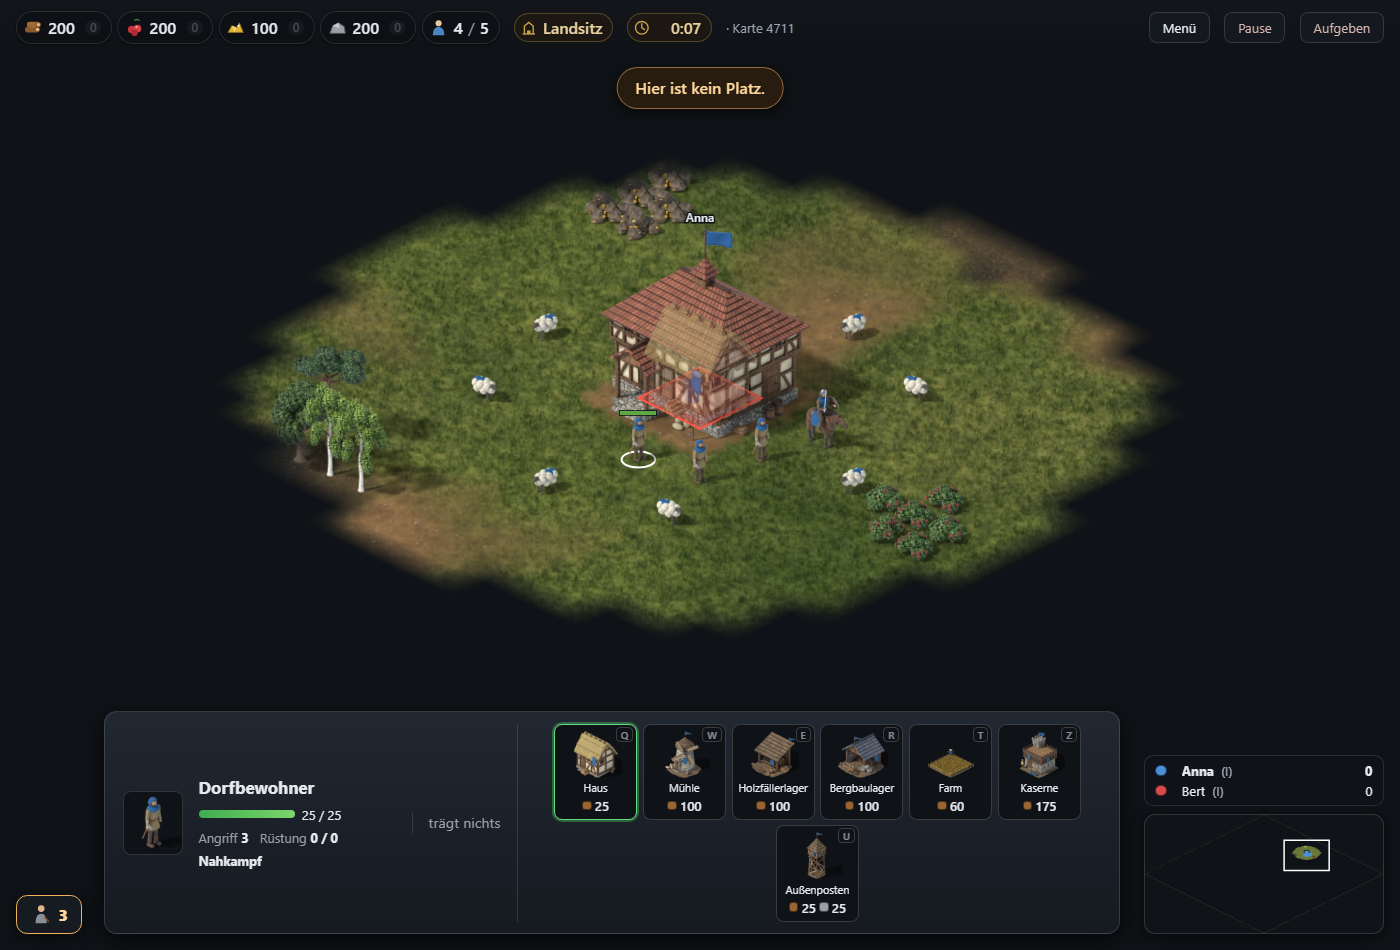 200 0 200 0 100 0 200 0 4 / 5 Landsitz 0:07 · Karte 4711 Menü Pause Aufgeben
Hier ist kein Platz.
Anna
Dorfbewohner
25 / 25
Angriff 3 Rüstung 0 / 0
Nahkampf
trägt nichts
Q W E R T Z
Haus Mühle Holzfällerlager Bergbaulager Farm Kaserne
25 100 100 100 60 175
U
Außenposten
25 25
Anna (I) 0
Bert (I) 0
3